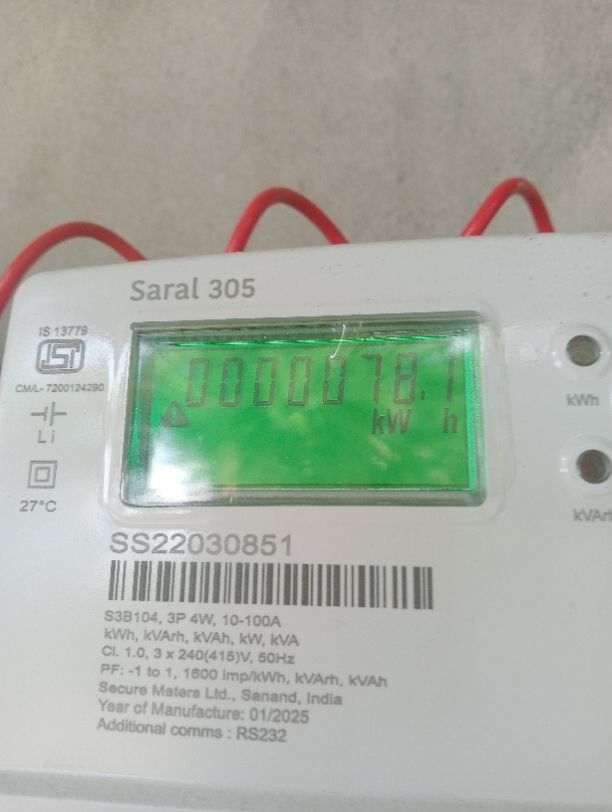 Saral 305
IS 13779
ISI
CM/L- 7200124290
Li
27°C
00000078.1
kW h
kWh
kVArh
SS22030851
S3B104, 3P 4W, 10-100A
kWh, kVArh, kVAh, kW, kVA
Cl. 1.0, 3 x 240(415)V, 50Hz
PF: -1 to 1, 1600 imp/kWh, kVArh, kVAh
Secure Meters Ltd., Sanand, India
Year of Manufacture: 01/2025
Additional comms : RS232